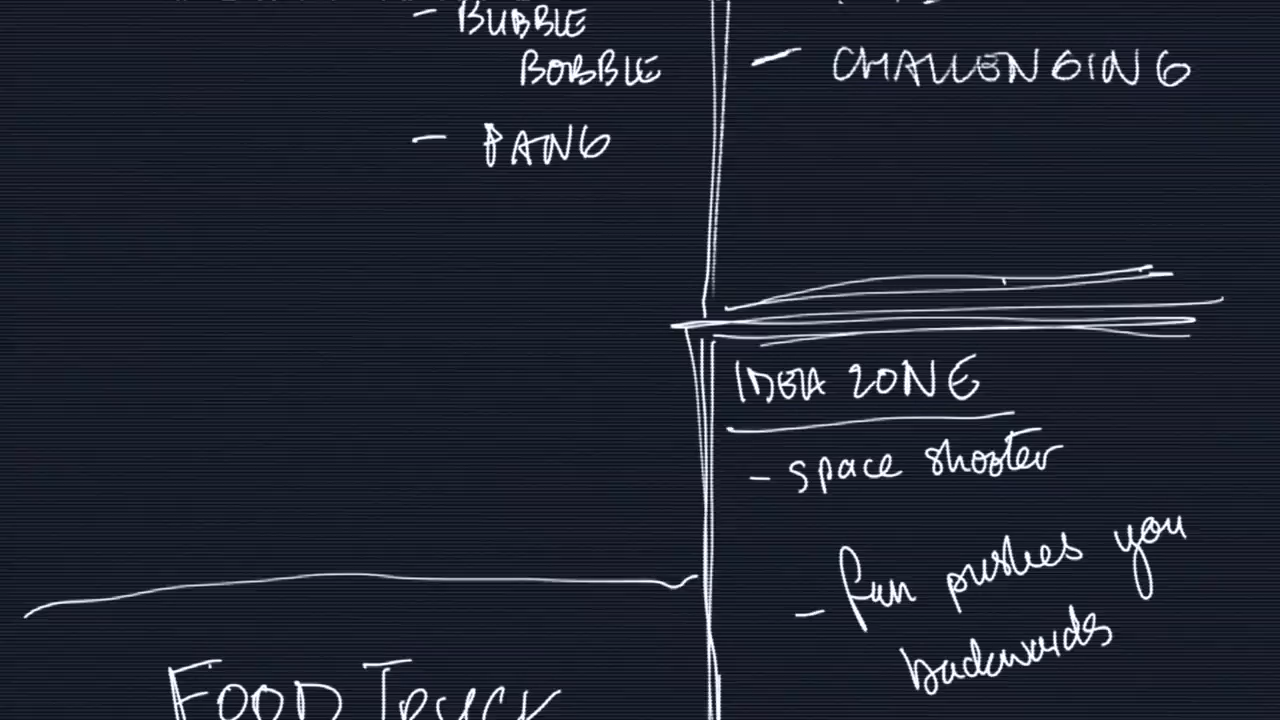 - BUBBLE
BOBBLE
- PANG
- CHALLENGING
IDEA ZONE
- space shooter
- fun pushes you
backwards
FOOD TRUCK